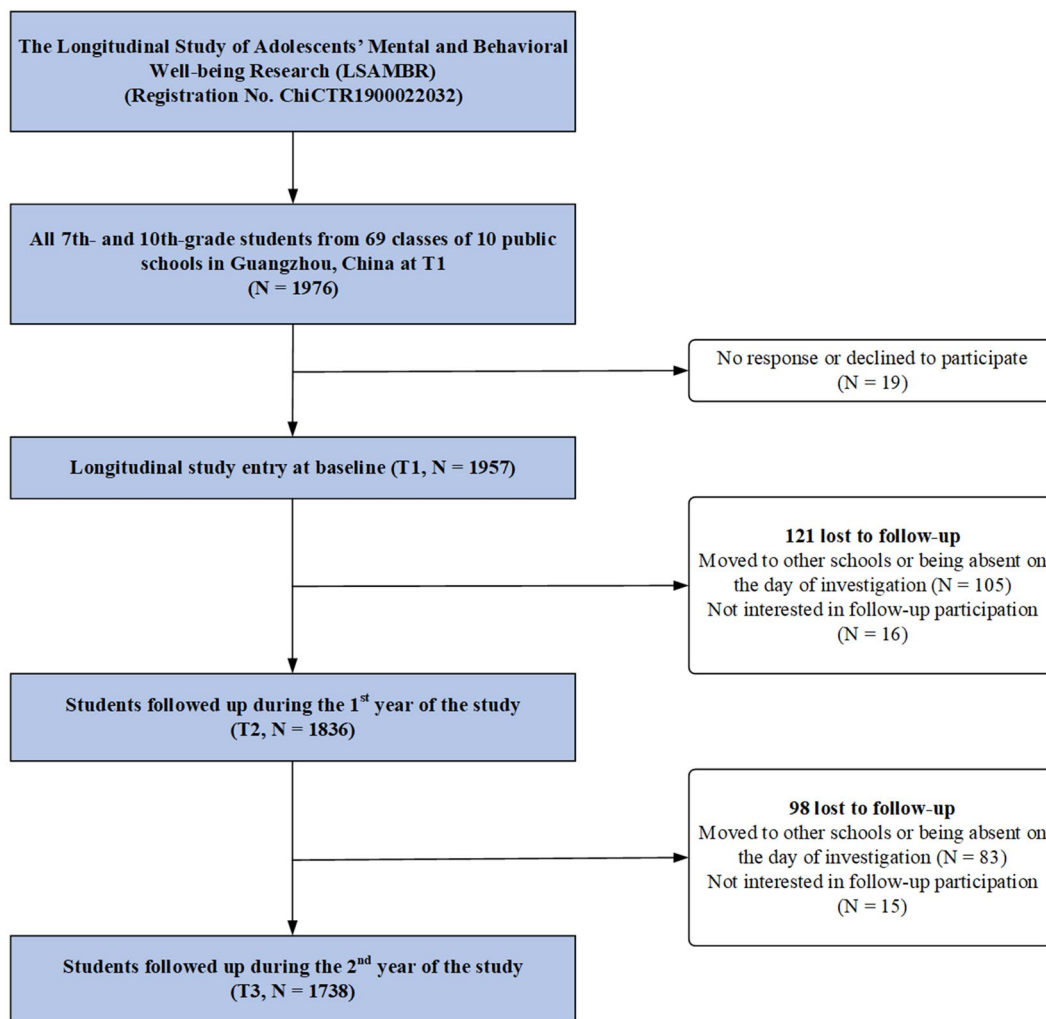 The Longitudinal Study of Adolescents’ Mental and Behavioral
Well-being Research (LSAMBR)
(Registration No. ChiCTR1900022032)
All 7th- and 10th-grade students from 69 classes of 10 public
schools in Guangzhou, China at T1
(N = 1976)
No response or declined to participate
(N = 19)
Longitudinal study entry at baseline (T1, N = 1957)
121 lost to follow-up
Moved to other schools or being absent on
the day of investigation (N = 105)
Not interested in follow-up participation
(N = 16)
Students followed up during the 1st year of the study
(T2, N = 1836)
98 lost to follow-up
Moved to other schools or being absent on
the day of investigation (N = 83)
Not interested in follow-up participation
(N = 15)
Students followed up during the 2nd year of the study
(T3, N = 1738)